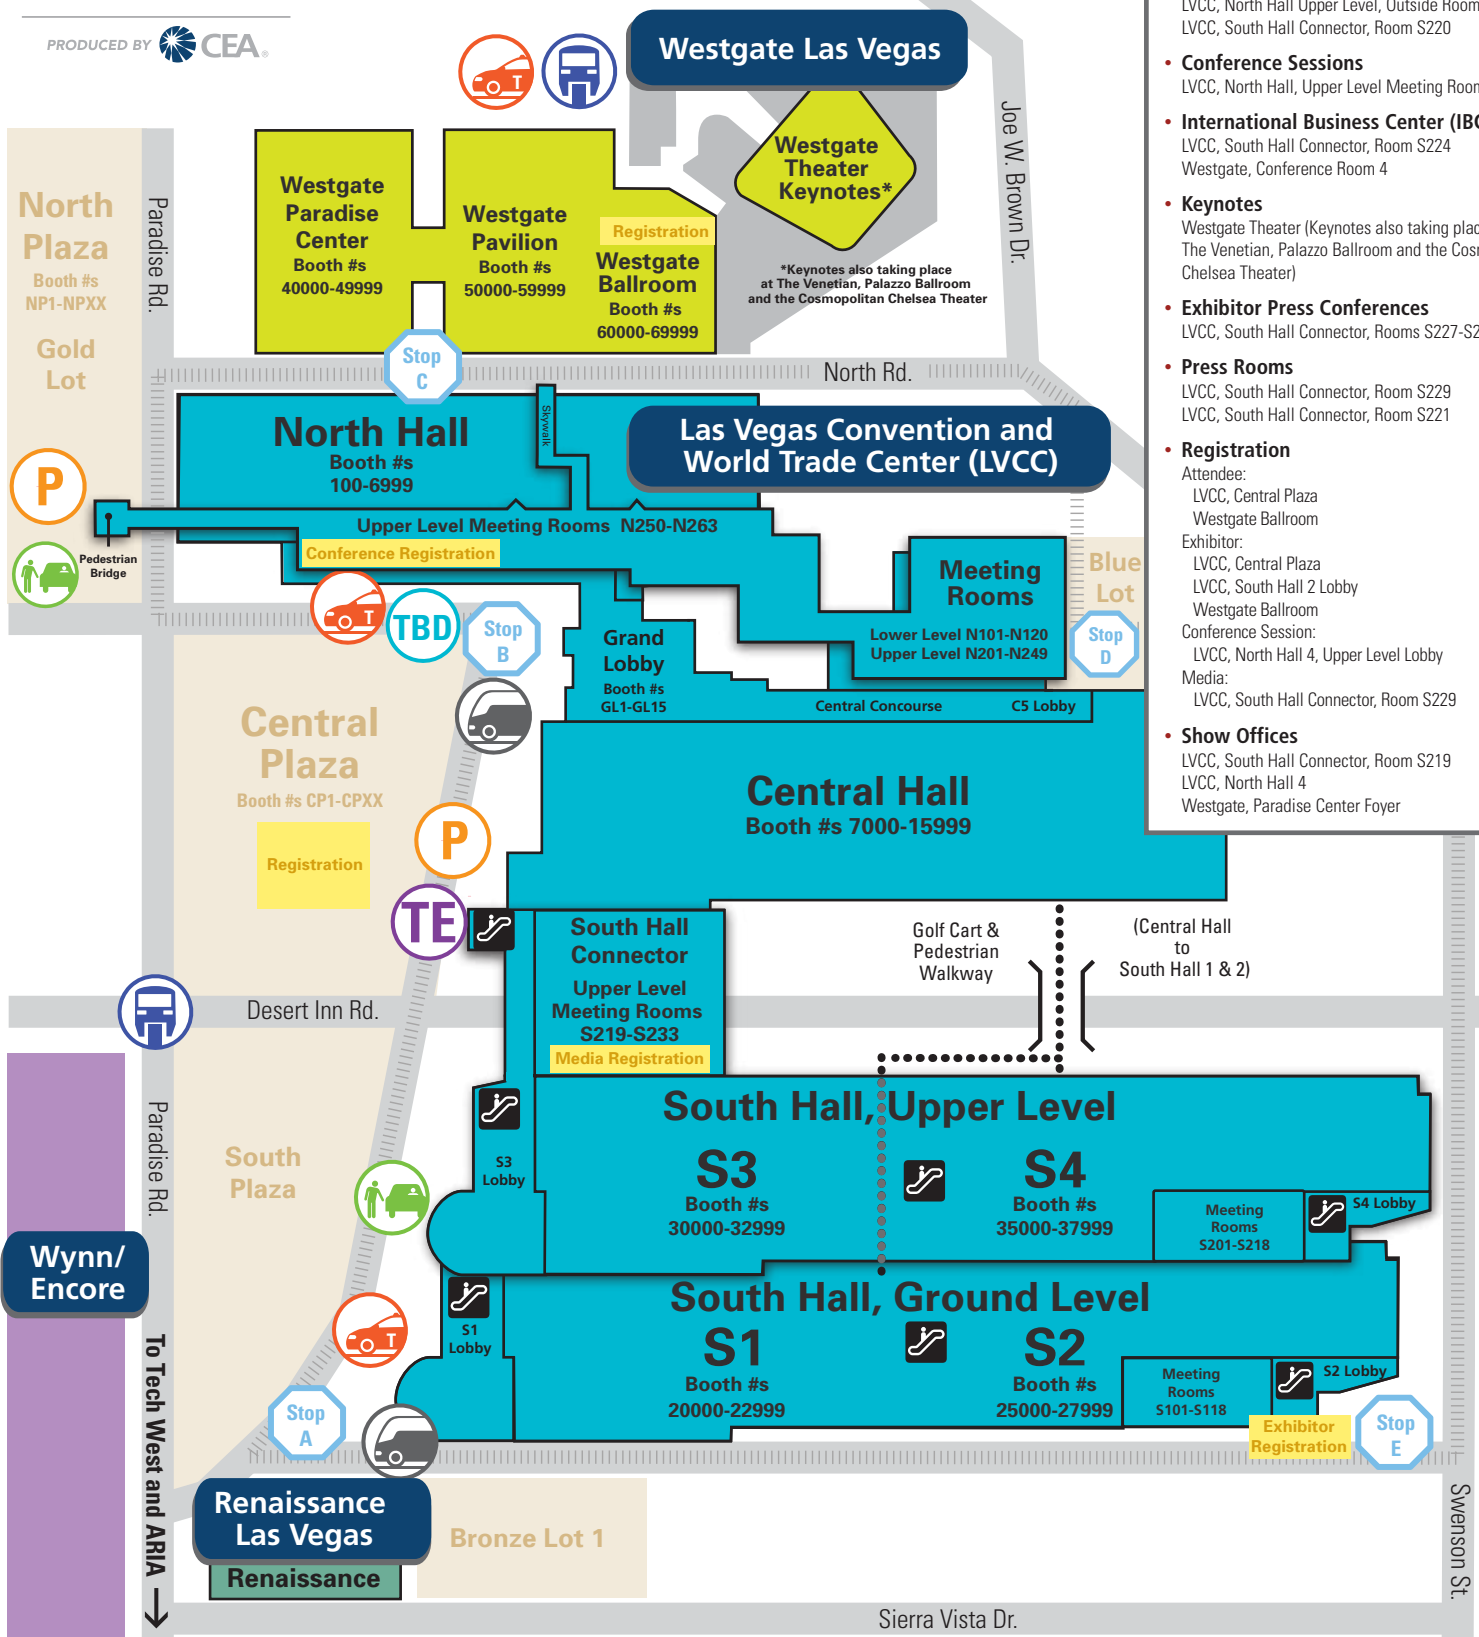 PRODUCED BY CEA®
Westgate Las Vegas
Joe W. Brown Dr.
North
Plaza
Booth #s
NP1-NPXX
Gold
Lot
Paradise Rd.
Westgate
Paradise
Center
Booth #s
40000-49999
Westgate
Pavilion
Booth #s
50000-59999
Registration
Westgate
Ballroom
Booth #s
60000-69999
Westgate
Theater
Keynotes*
*Keynotes also taking place
at The Venetian, Palazzo Ballroom
and the Cosmopolitan Chelsea Theater
Stop
C
North Rd.
North Hall
Booth #s
100-6999
Skywalk
Las Vegas Convention and
World Trade Center (LVCC)
P
Upper Level Meeting Rooms N250-N263
Conference Registration
Pedestrian
Bridge
T
TBD
Stop
B
Grand
Lobby
Booth #s
GL1-GL15
Meeting
Rooms
Lower Level N101-N120
Upper Level N201-N249
Blue
Lot
Stop
D
Central Concourse
C5 Lobby
Central
Plaza
Booth #s CP1-CPXX
Registration
Central Hall
Booth #s 7000-15999
P
TE
South Hall
Connector
Upper Level
Meeting Rooms
S219-S233
Media Registration
Golf Cart &
Pedestrian
Walkway
(Central Hall
to
South Hall 1 & 2)
Desert Inn Rd.
Paradise Rd.
South
Plaza
South Hall, Upper Level
S3
Lobby
S3
Booth #s
30000-32999
S4
Booth #s
35000-37999
Meeting
Rooms
S201-S218
S4 Lobby
Wynn/
Encore
South Hall, Ground Level
S1
Lobby
S1
Booth #s
20000-22999
S2
Booth #s
25000-27999
Meeting
Rooms
S101-S118
S2 Lobby
T
Stop
A
Exhibitor
Registration
Stop
E
To Tech West and ARIA
Renaissance
Las Vegas
Renaissance
Bronze Lot 1
Swenson St.
Sierra Vista Dr.
T
LVCC, North Hall Upper Level, Outside Room
LVCC, South Hall Connector, Room S220
• Conference Sessions
LVCC, North Hall, Upper Level Meeting Room
• International Business Center (IBC
LVCC, South Hall Connector, Room S224
Westgate, Conference Room 4
• Keynotes
Westgate Theater (Keynotes also taking plac
The Venetian, Palazzo Ballroom and the Cos
Chelsea Theater)
• Exhibitor Press Conferences
LVCC, South Hall Connector, Rooms S227-S2
• Press Rooms
LVCC, South Hall Connector, Room S229
LVCC, South Hall Connector, Room S221
• Registration
Attendee:
LVCC, Central Plaza
Westgate Ballroom
Exhibitor:
LVCC, Central Plaza
LVCC, South Hall 2 Lobby
Westgate Ballroom
Conference Session:
LVCC, North Hall 4, Upper Level Lobby
Media:
LVCC, South Hall Connector, Room S229
• Show Offices
LVCC, South Hall Connector, Room S219
LVCC, North Hall 4
Westgate, Paradise Center Foyer